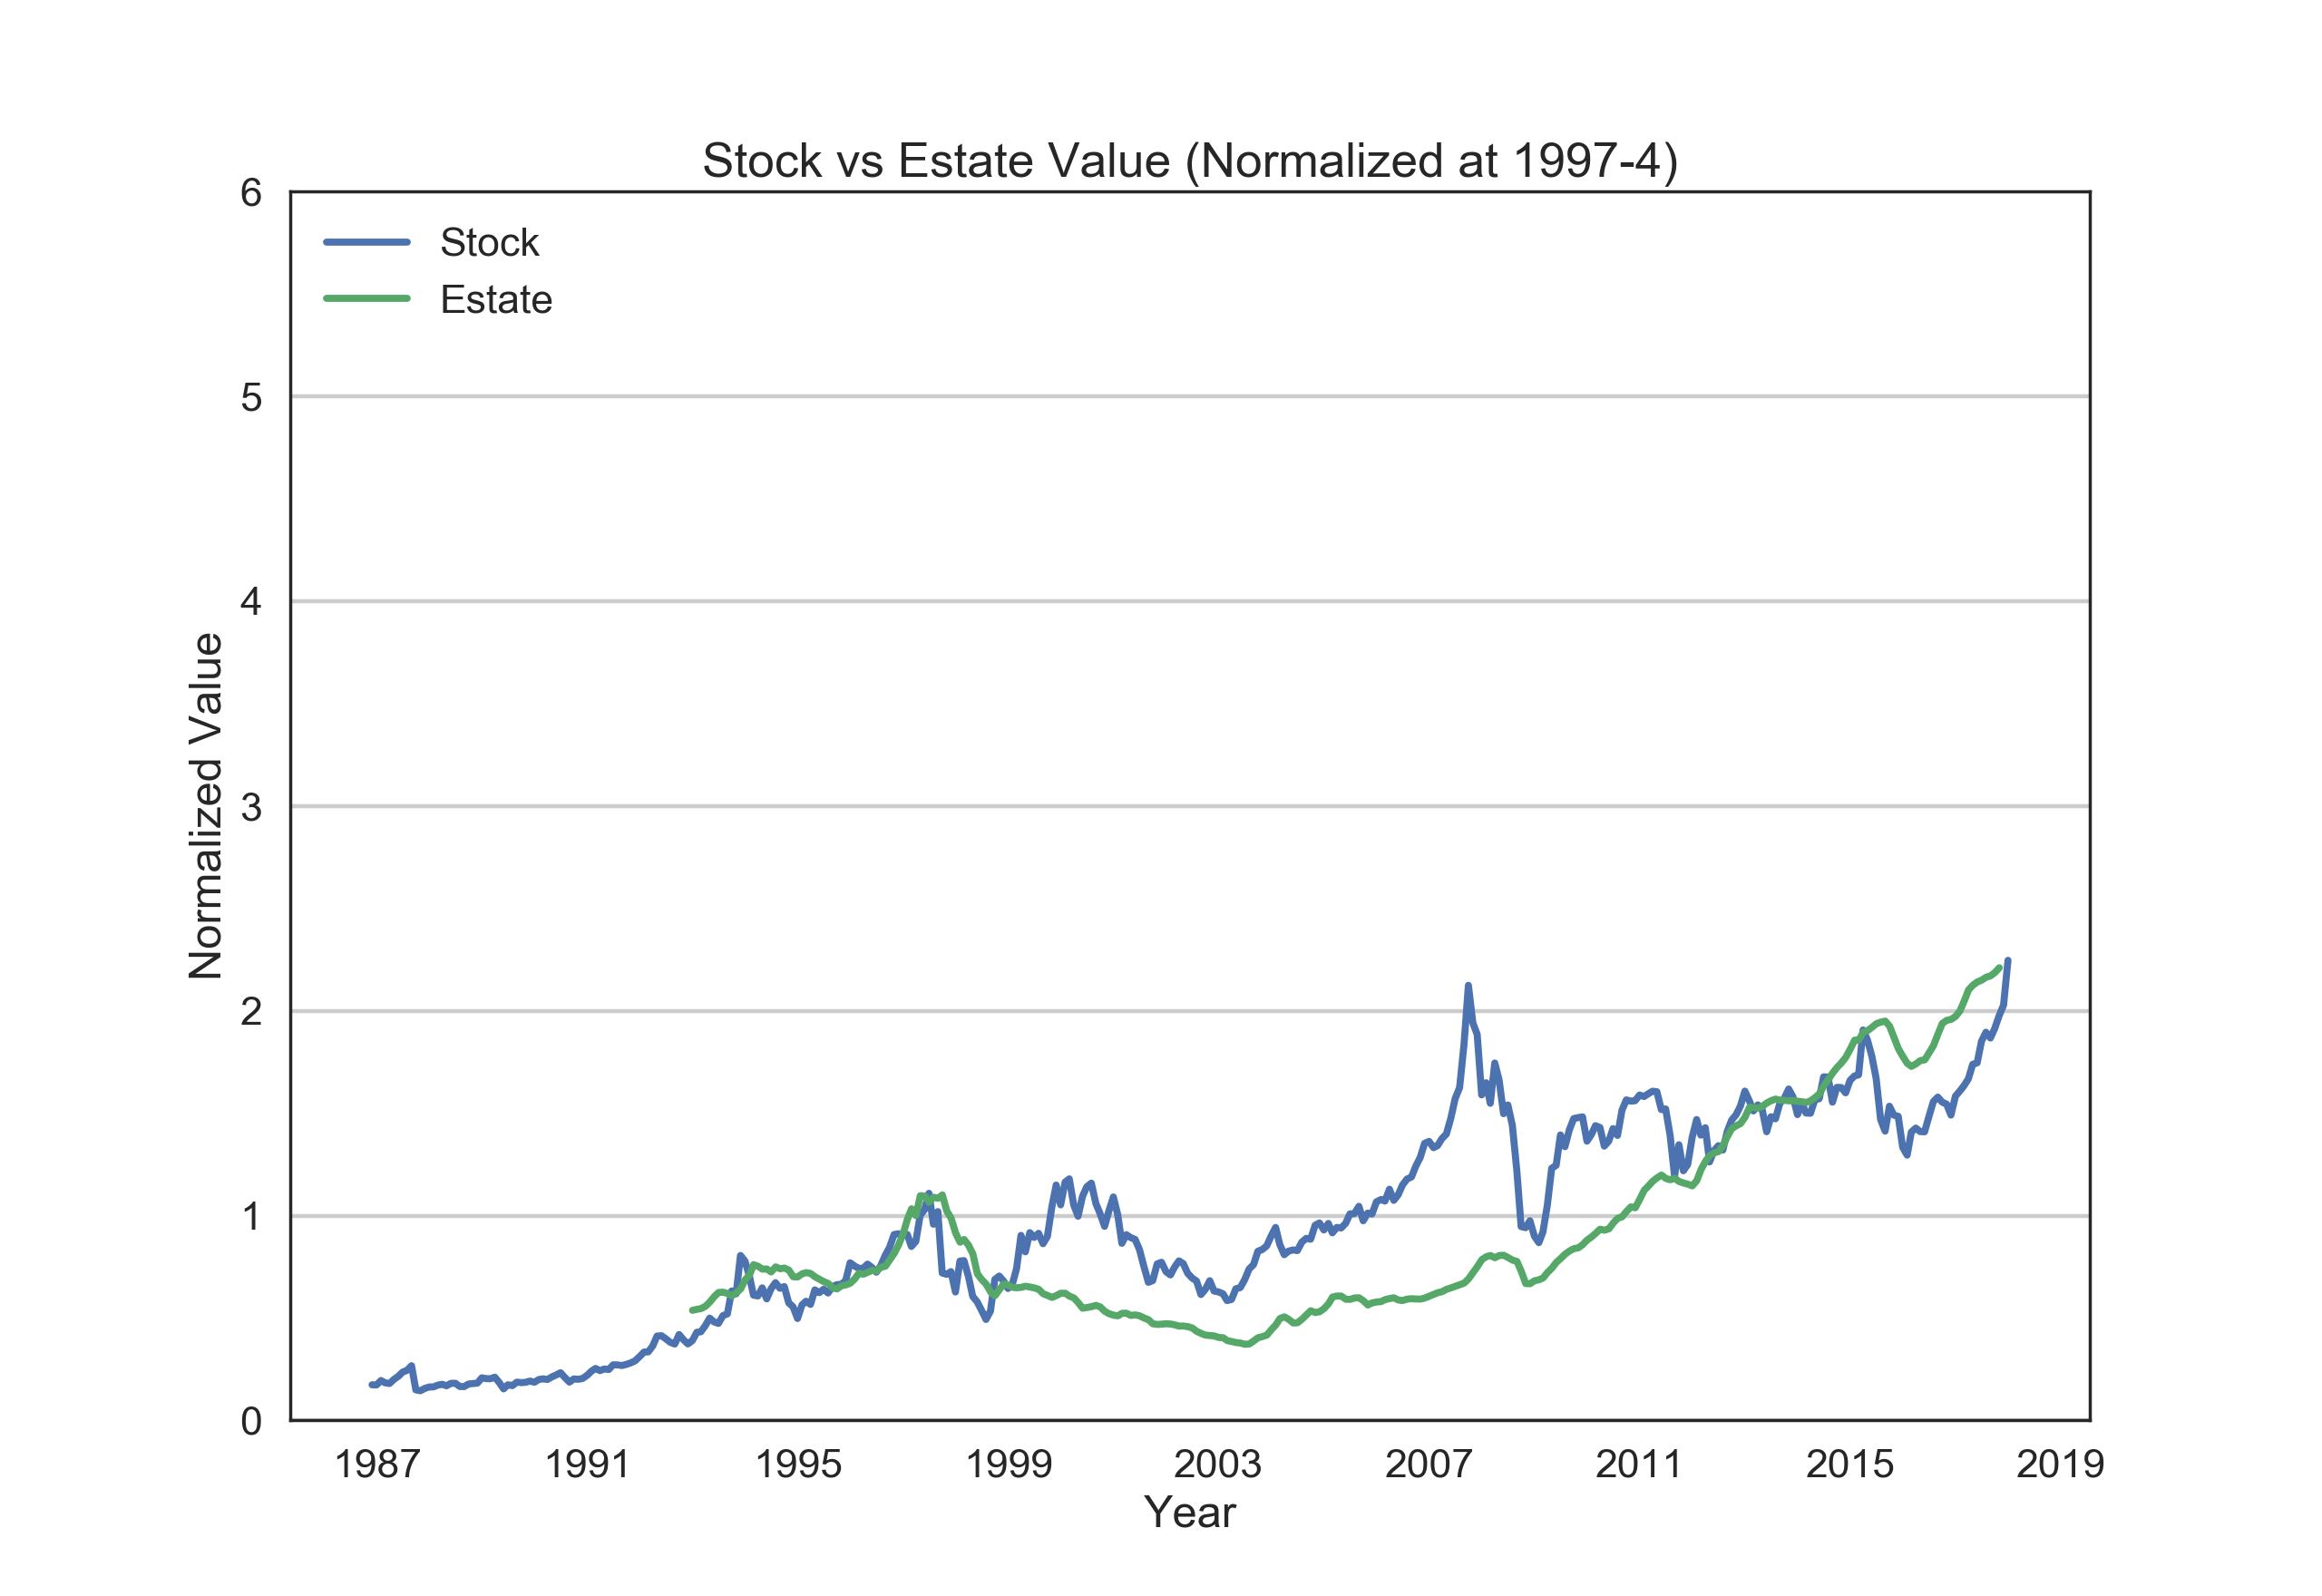 Stock vs Estate Value (Normalized at 1997-4)
6
Stock
Estate
5
4
3
2
1
0
Normalized Value
1987 1991 1995 1999 2003 2007 2011 2015 2019
Year